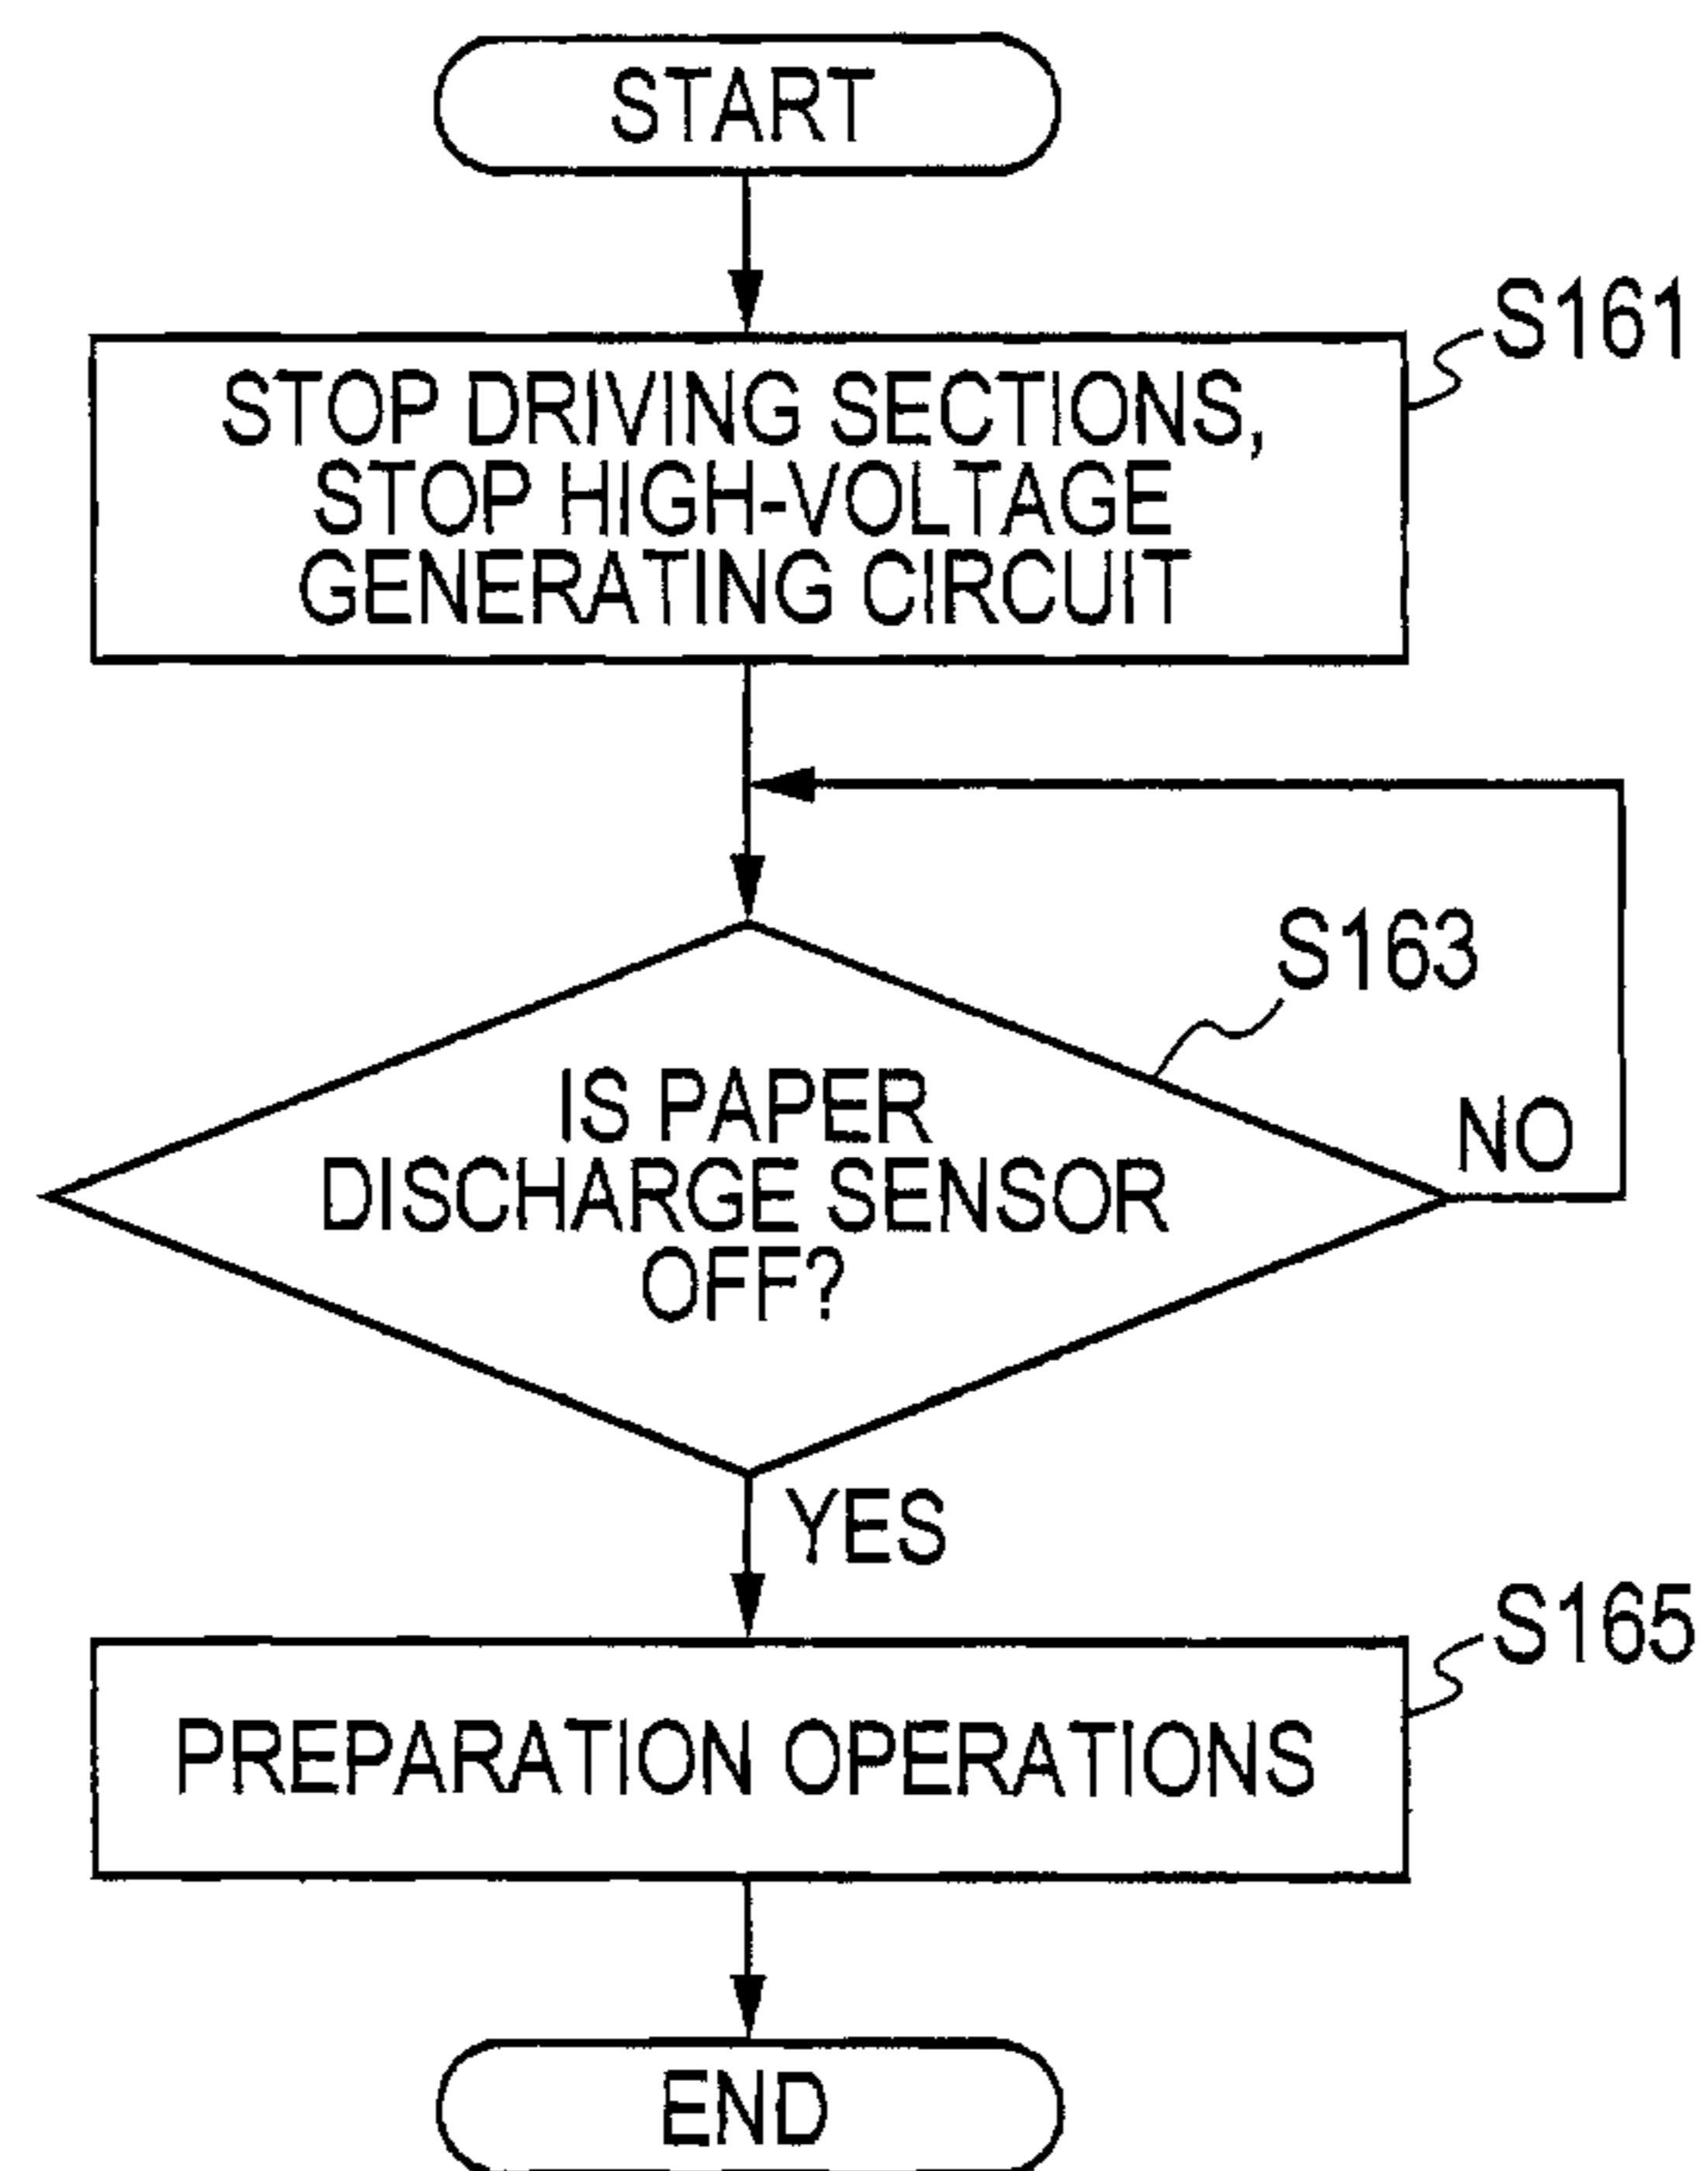 START
S161
STOP DRIVING SECTIONS,
STOP HIGH-VOLTAGE
GENERATING CIRCUIT
S163
IS PAPER
DISCHARGE SENSOR
OFF?
NO
YES
S165
PREPARATION OPERATIONS
END